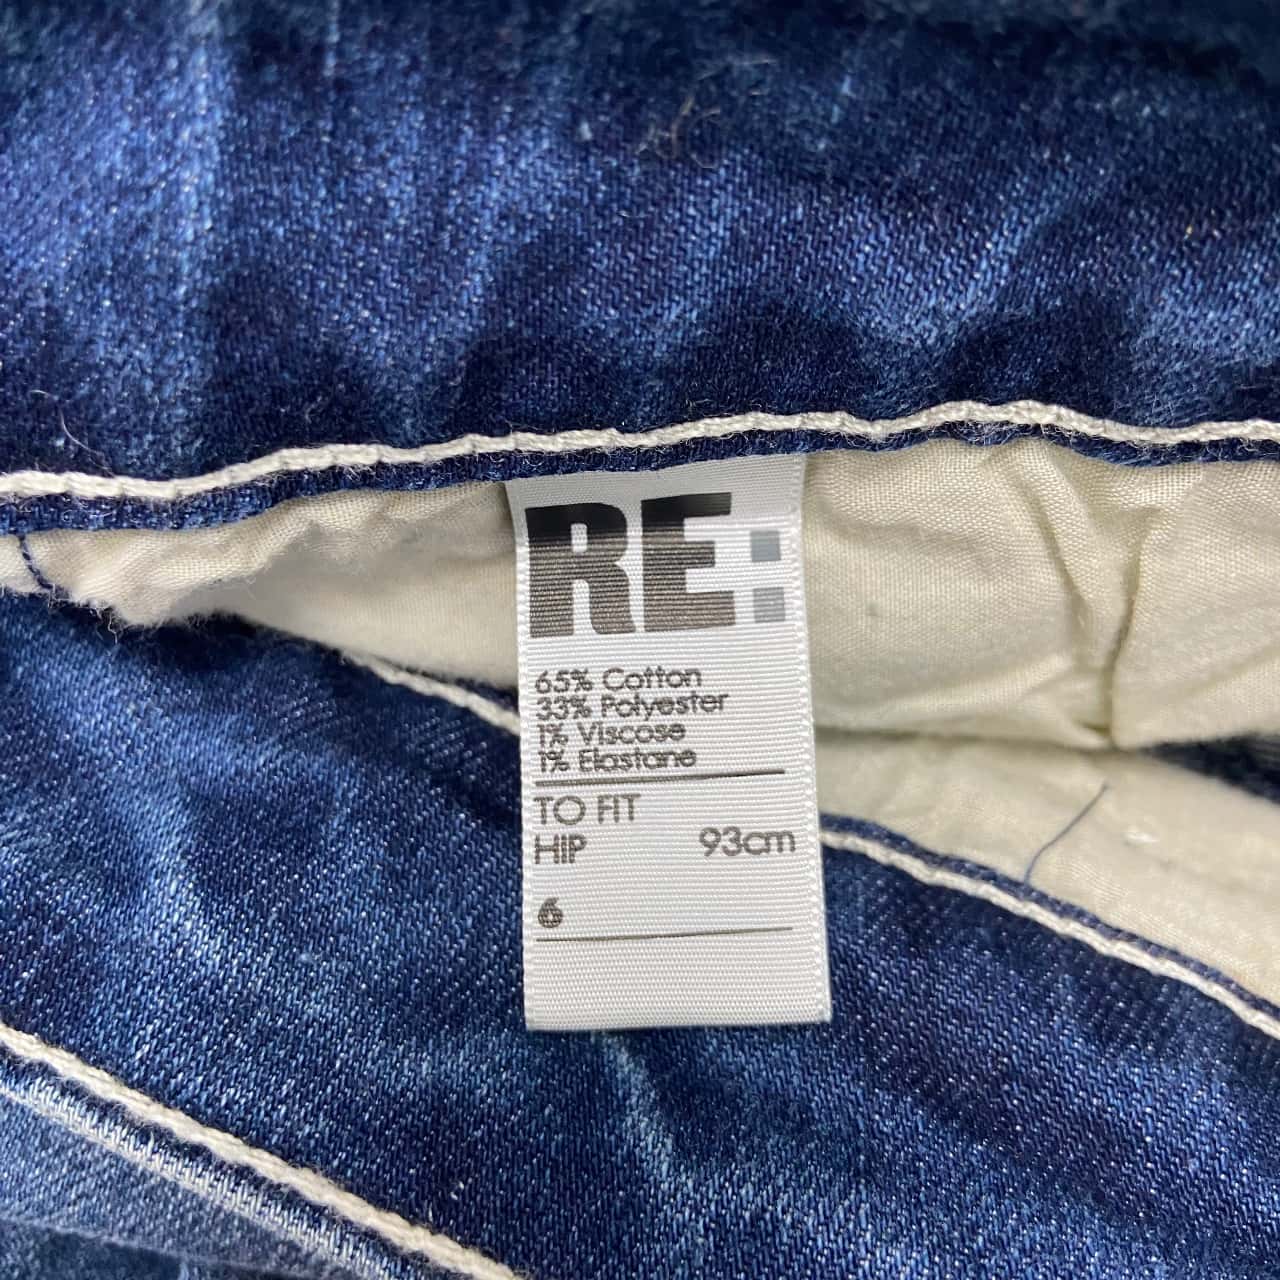 RE:
65% Cotton
33% Polyester
1% Viscose
1% Elastane
TO FIT
HIP 93cm
6